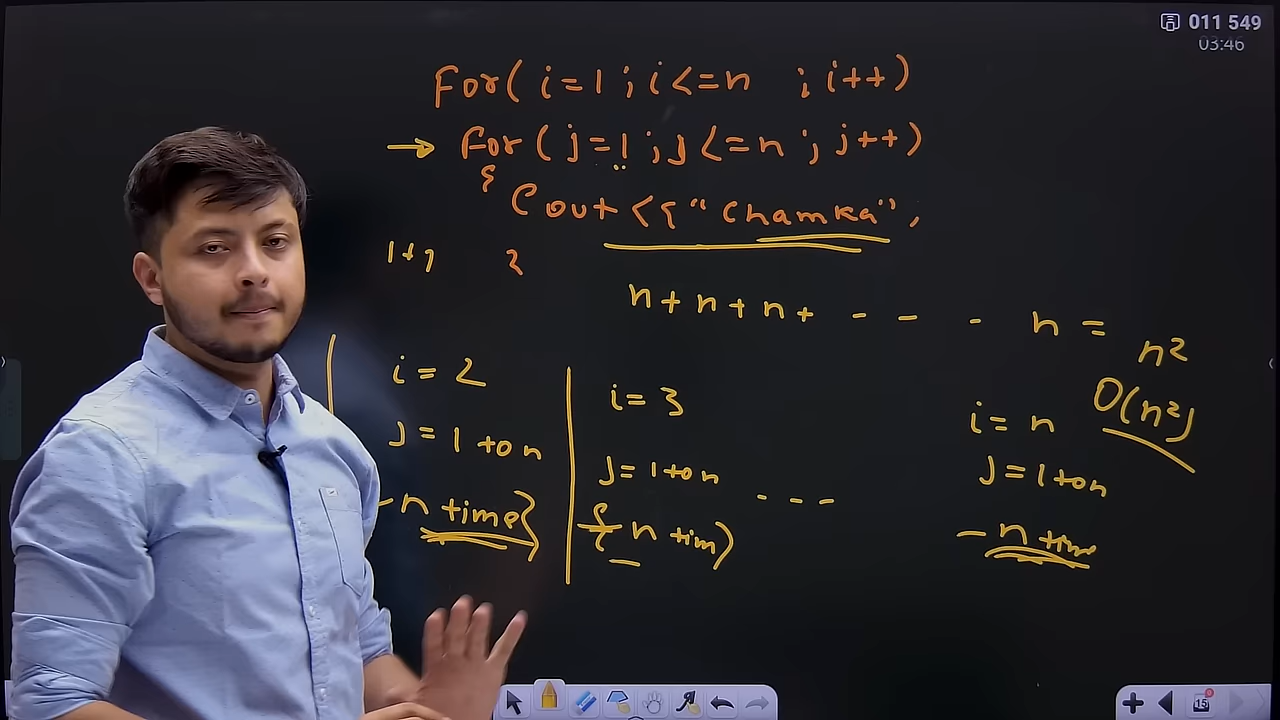 011 549
03:46
For( i=1 ; i<=n ; i++)
→ For ( j=1 ; j<=n ; j++)
{
Cout << "Chamka" ;
1+1
}
n + n + n + - - - n = n²
O(n²)
i = 2
j = 1 to n
- n time}
i = 3
j = 1 to n
n tim)
- - -
i = n
j = 1 to n
- n time
15